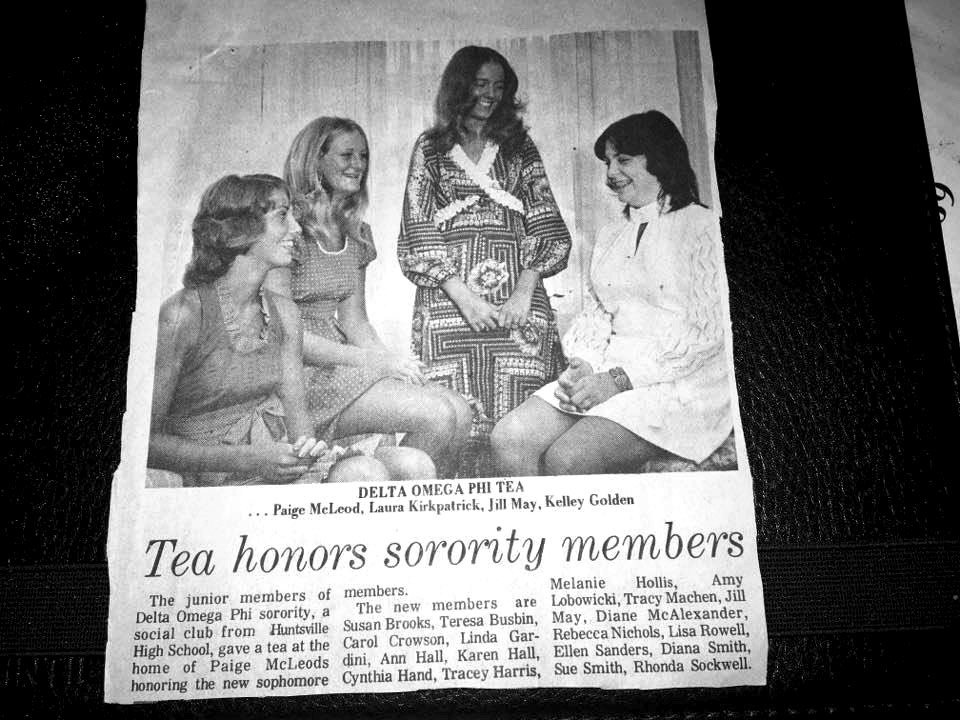 DELTA OMEGA PHI TEA
... Paige McLeod, Laura Kirkpatrick, Jill May, Kelley Golden
Tea honors sorority members
The junior members of
Delta Omega Phi sorority, a
social club from Huntsville
High School, gave a tea at the
home of Paige McLeods
honoring the new sophomore
members.
The new members are
Susan Brooks, Teresa Busbin,
Carol Crowson, Linda Gar-
dini, Ann Hall, Karen Hall,
Cynthia Hand, Tracey Harris,
Melanie Hollis, Amy
Lobowicki, Tracy Machen, Jill
May, Diane McAlexander,
Rebecca Nichols, Lisa Rowell,
Ellen Sanders, Diana Smith,
Sue Smith, Rhonda Sockwell.